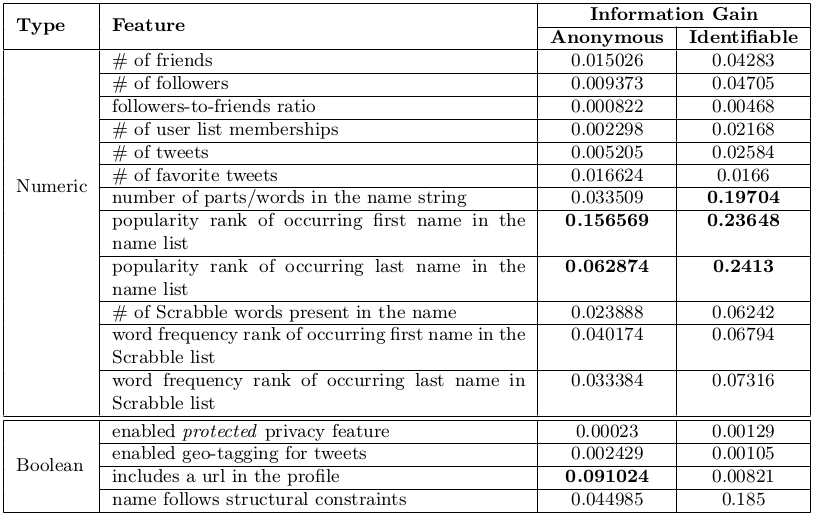 Type Feature Information Gain
Anonymous Identifiable
# of friends 0.015026 0.04283
# of followers 0.009373 0.04705
followers-to-friends ratio 0.000822 0.00468
# of user list memberships 0.002298 0.02168
# of tweets 0.005205 0.02584
# of favorite tweets 0.016624 0.0166
Numeric number of parts/words in the name string 0.033509 0.19704
popularity rank of occurring first name in the 0.156569 0.23648
name list
popularity rank of occurring last name in the 0.062874 0.2413
name list
# of Scrabble words present in the name 0.023888 0.06242
word frequency rank of occurring first name in the 0.040174 0.06794
Scrabble list
word frequency rank of occurring last name in 0.033384 0.07316
Scrabble list
enabled protected privacy feature 0.00023 0.00129
enabled geo-tagging for tweets 0.002429 0.00105
Boolean includes a url in the profile 0.091024 0.00821
name follows structural constraints 0.044985 0.185